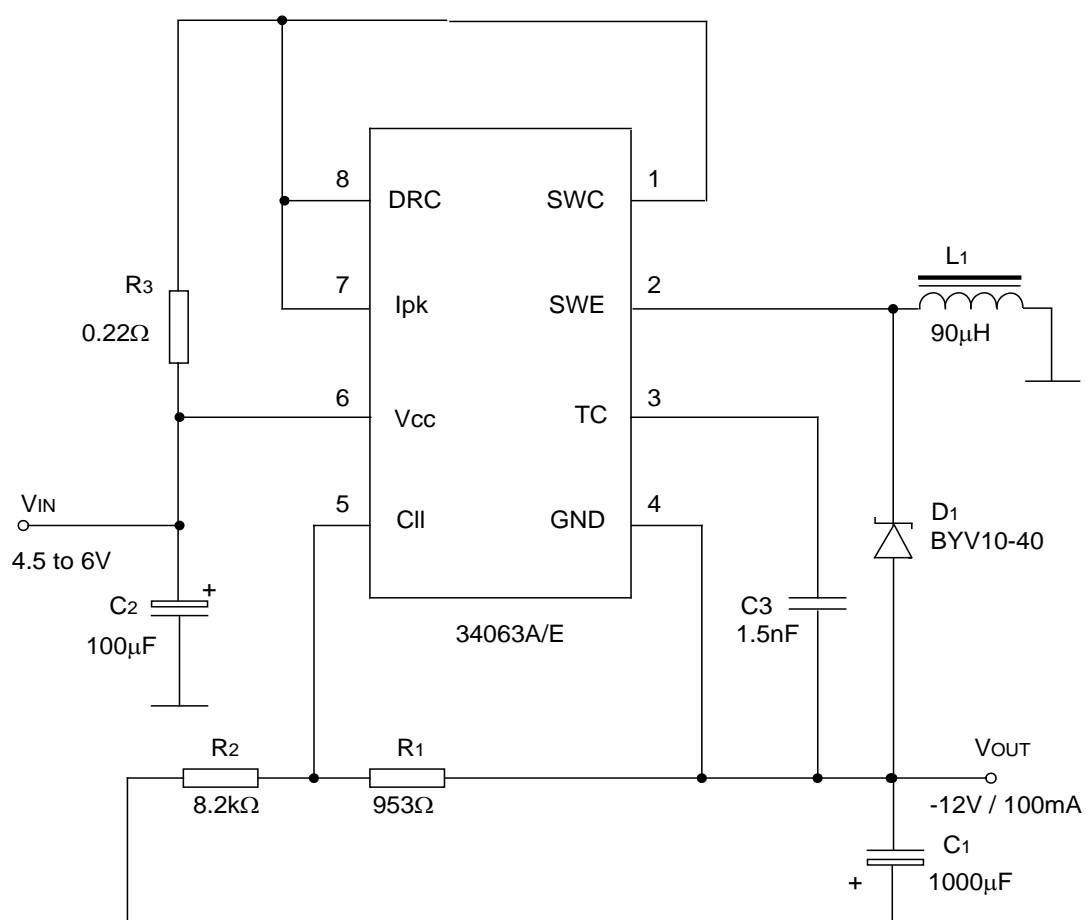 8
DRC
SWC
1
R3
0.22Ω
7
Ipk
SWE
2
L1
90μH
6
Vcc
TC
3
VIN
4.5 to 6V
5
CII
GND
4
D1
BYV10-40
C2
+
100μF
34063A/E
C3
1.5nF
R2
8.2kΩ
R1
953Ω
VOUT
-12V / 100mA
C1
+
1000μF